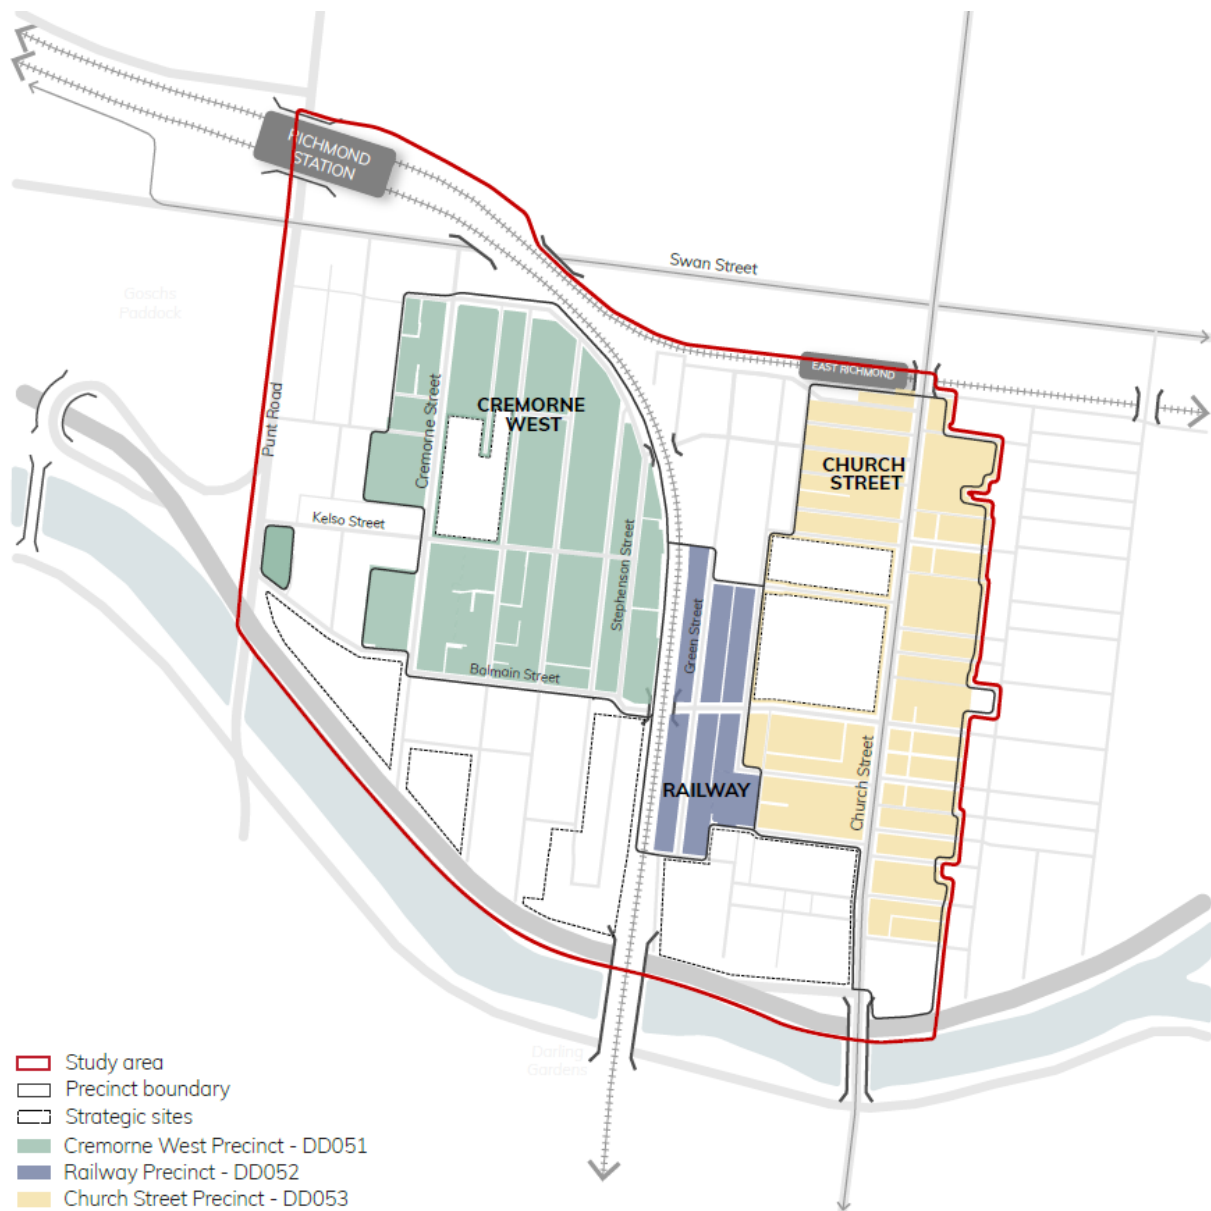 RICHMOND
STATION
Swan Street
Goschs
Paddock
EAST RICHMOND
Punt Road
Cremorne Street
CREMORNE
WEST
CHURCH
STREET
Kelso Street
Stephenson Street
Green Street
Balmain Street
RAILWAY
Church Street
Darling
Gardens
Study area
Precinct boundary
Strategic sites
Cremorne West Precinct - DD051
Railway Precinct - DD052
Church Street Precinct - DD053